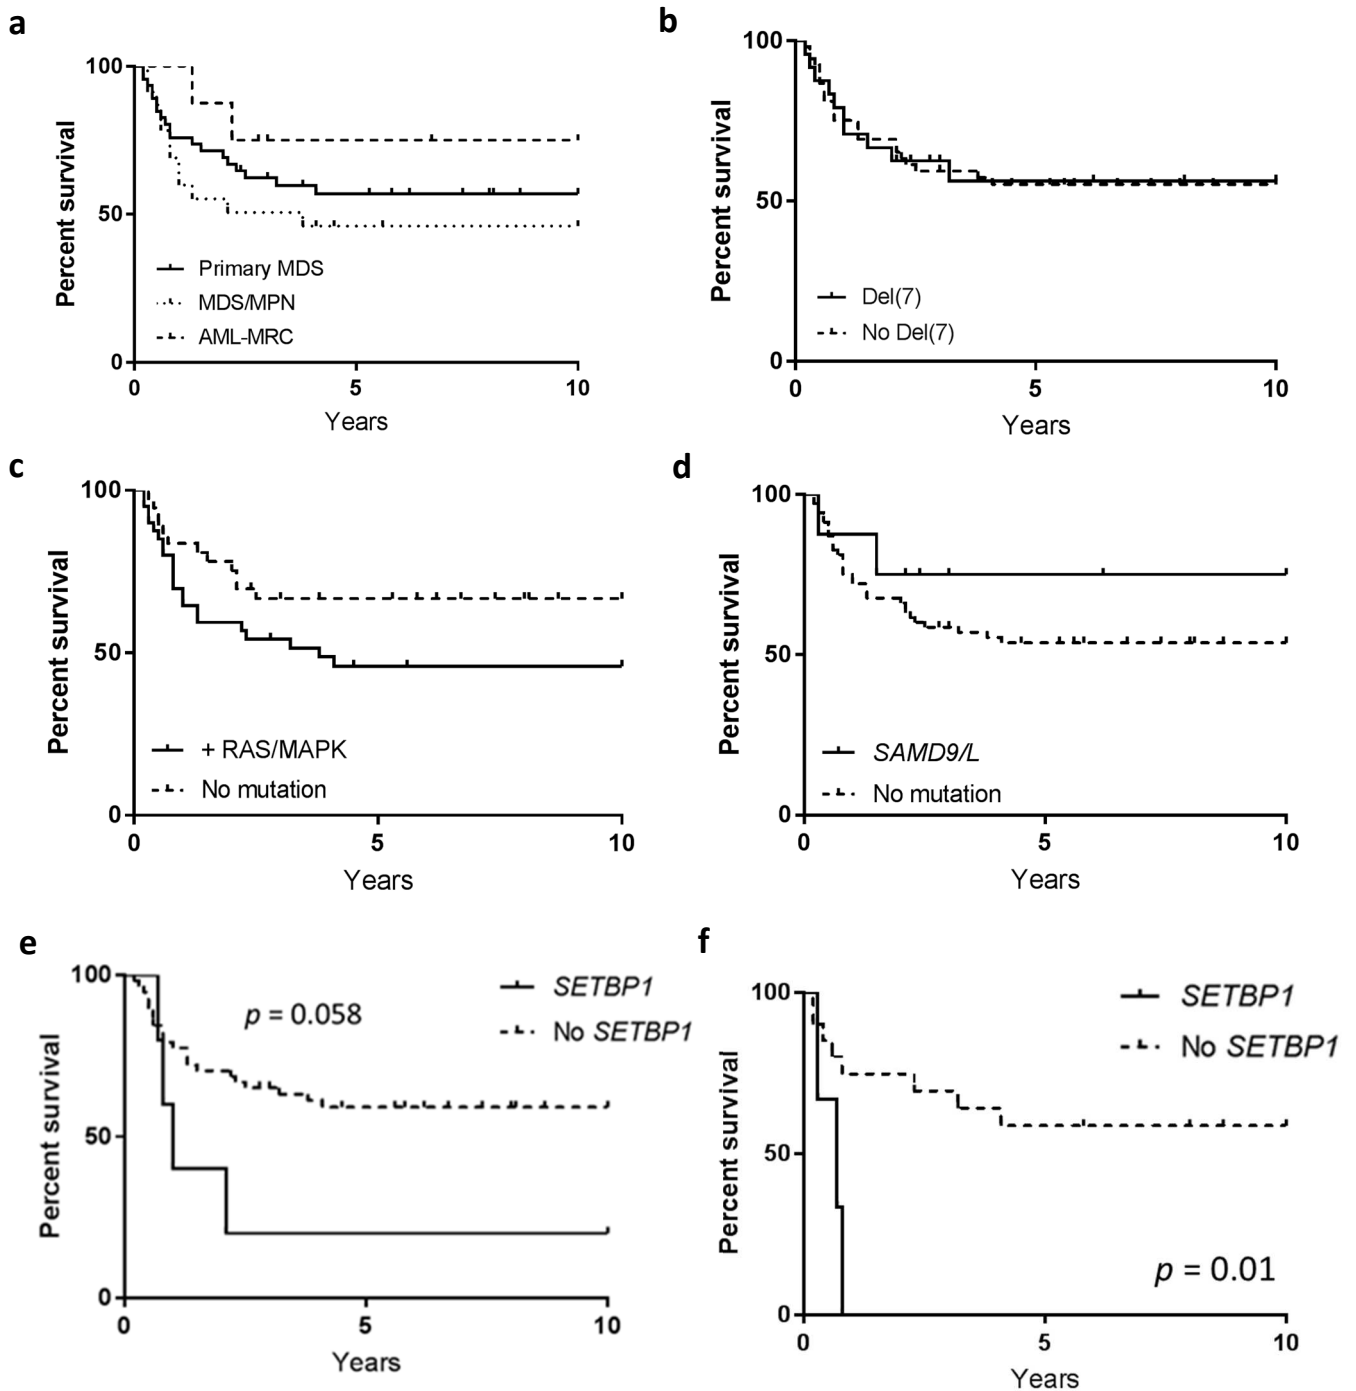 a
100
50
0
Percent survival
Primary MDS
MDS/MPN
AML-MRC
0 5 10
Years
b
100
50
0
Percent survival
Del(7)
No Del(7)
0 5 10
Years
c
100
50
0
Percent survival
+ RAS/MAPK
No mutation
0 5 10
Years
d
100
50
0
Percent survival
SAMD9/L
No mutation
0 5 10
Years
e
100
50
0
Percent survival
p = 0.058
SETBP1
No SETBP1
0 5 10
Years
f
100
50
0
Percent survival
SETBP1
No SETBP1
p = 0.01
0 5 10
Years